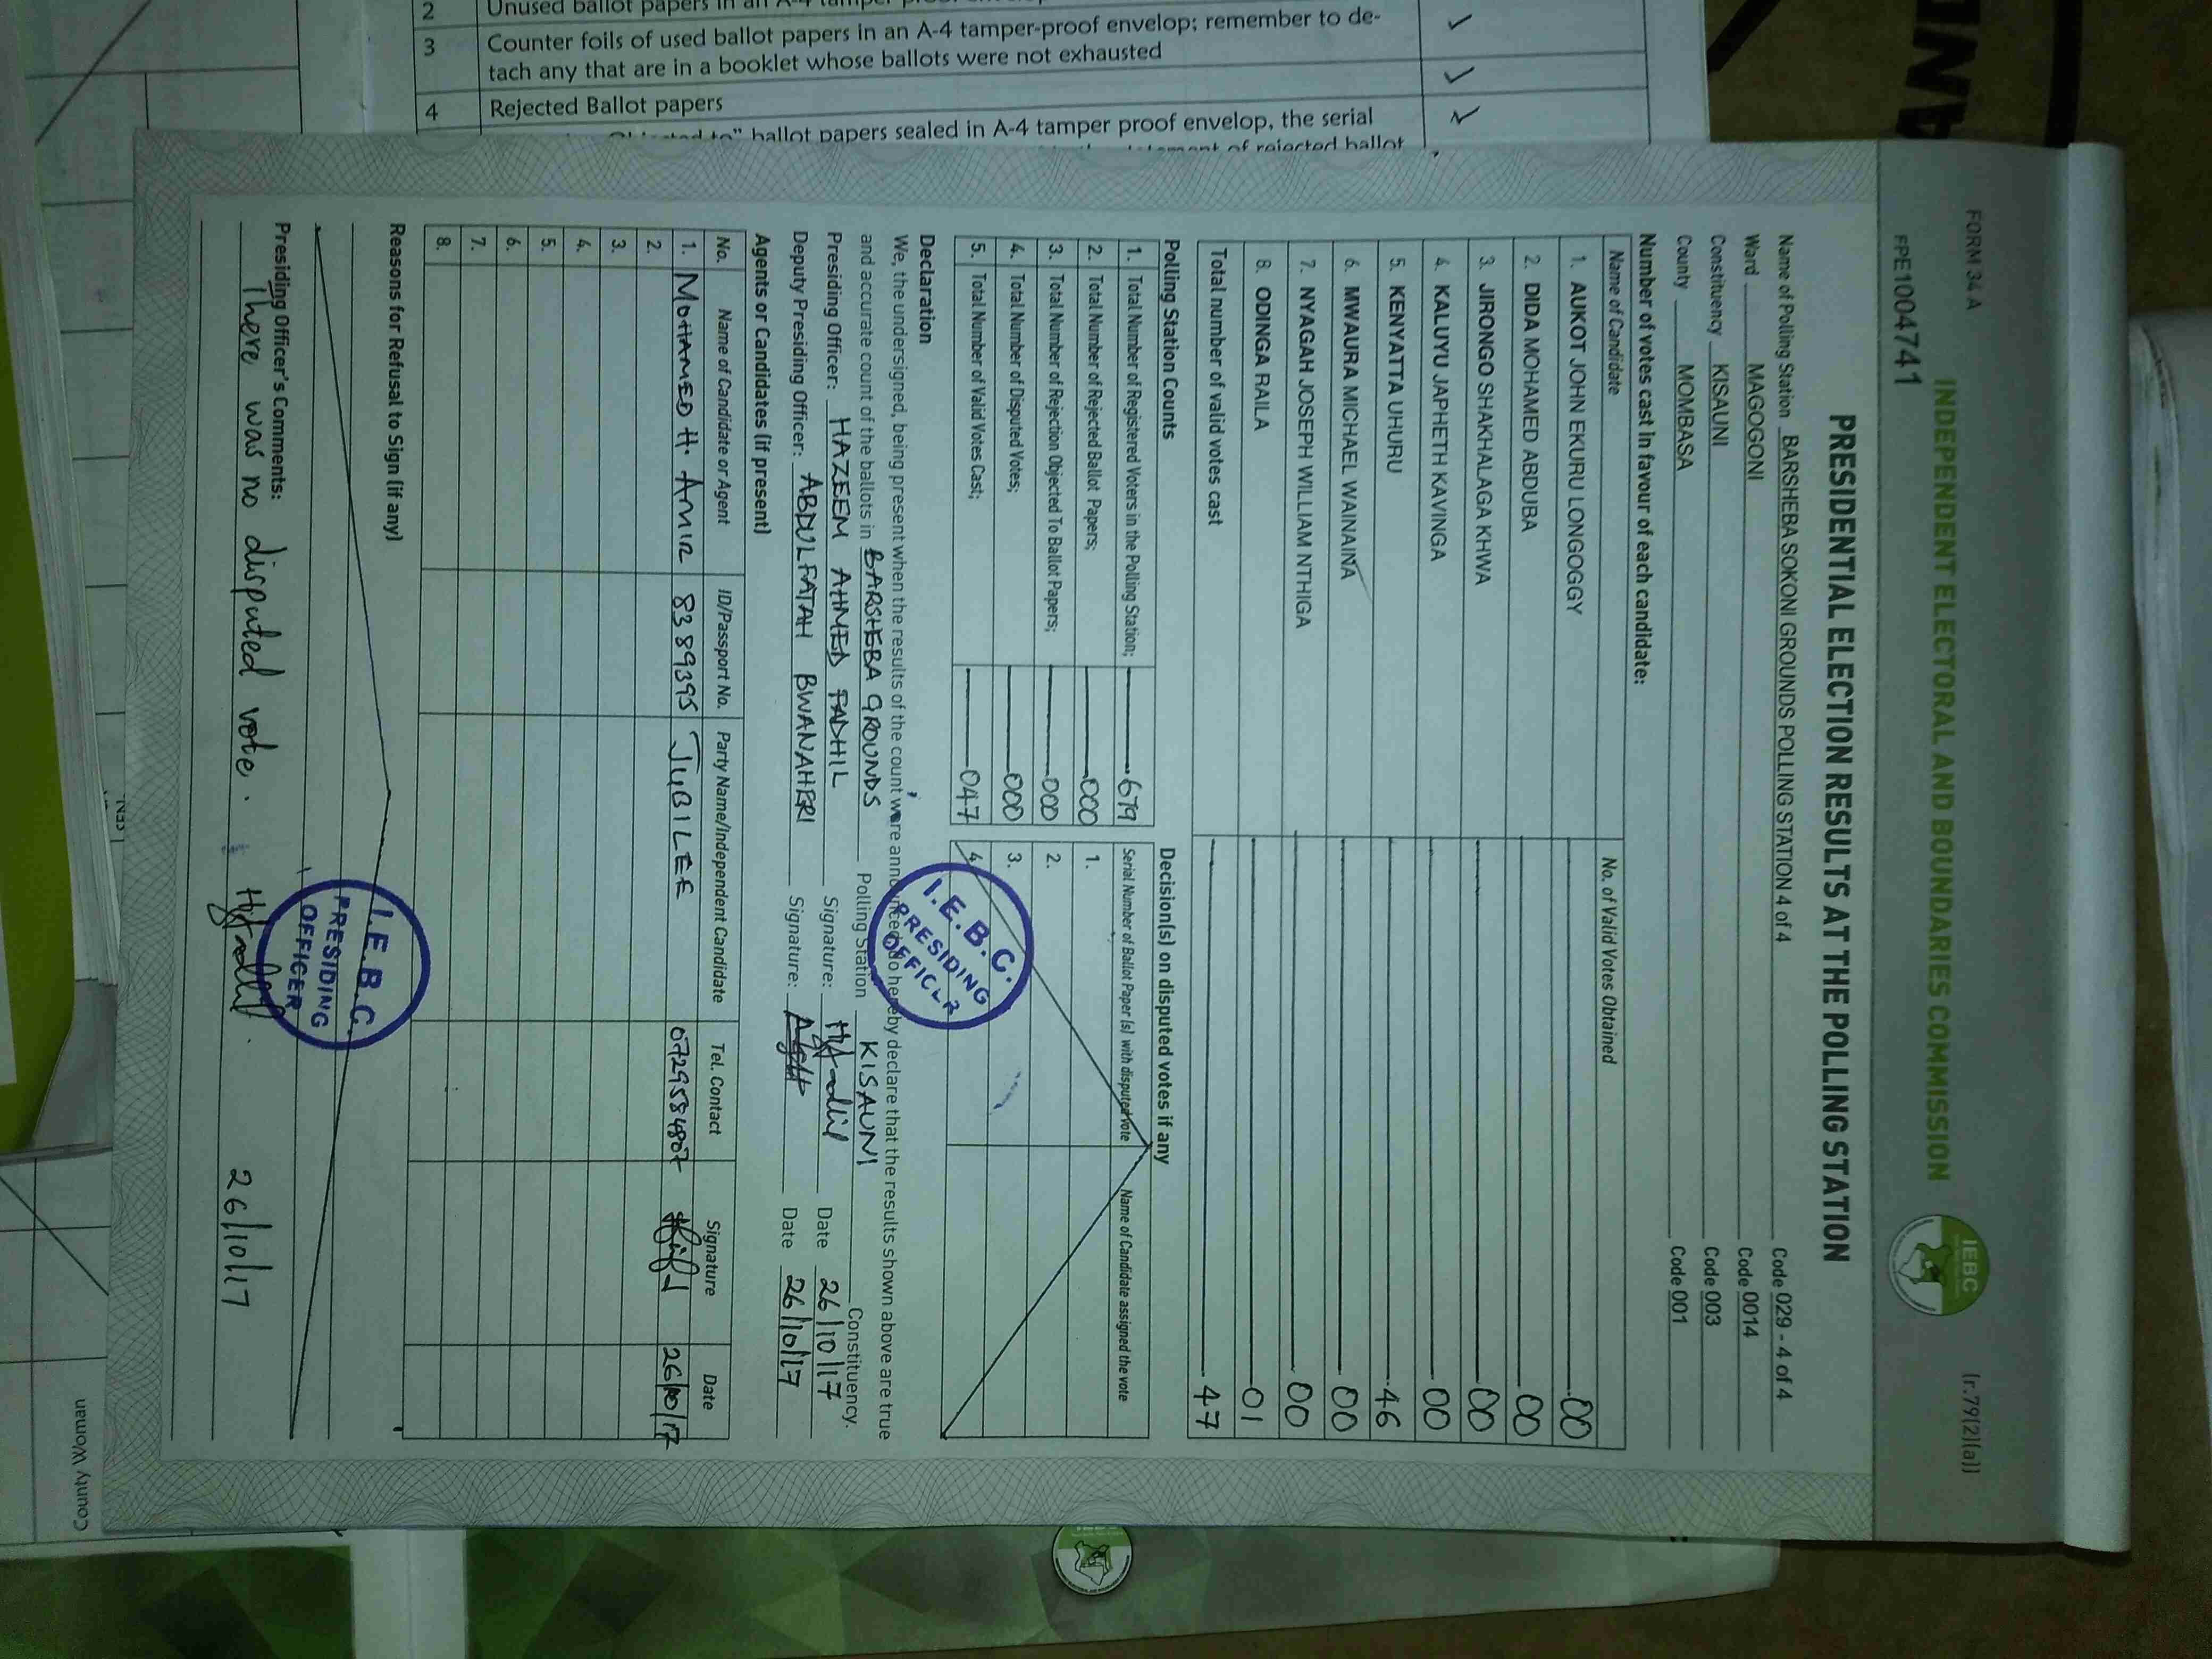 2 Unused ballot papers in an A-4 tamper
3 Counter foils of used ballot papers in an A-4 tamper-proof envelop; remember to de-
tach any that are in a booklet whose ballots were not exhausted
4 Rejected Ballot papers
ballot papers sealed in A-4 tamper proof envelop, the serial
of rejected ballot
FORM 34 A (r.79(2)(a))
INDEPENDENT ELECTORAL AND BOUNDARIES COMMISSION
IEBC
PRESIDENTIAL ELECTION RESULTS AT THE POLLING STATION
Name of Polling Station BARSHEBA SOKONI GROUNDS POLLING STATION 4 of 4 Code 029 - 4 of 4
Ward MAGOGONI Code 0014
Constituency KISAUNI Code 003
County MOMBASA Code 001
Number of votes cast in favour of each candidate:
Name of Candidate No. of Valid Votes Obtained
1. AUKOT JOHN EKURU LONGOGGY 00
2. DIDA MOHAMED ABDUBA 00
3. JIRONGO SHAKHALAGA KHWA 00
4. KALUYU JAPHETH KAVINGA 00
5. KENYATTA UHURU 46
6. MWAURA MICHAEL WAINAINA 00
7. NYAGAH JOSEPH WILLIAM NTHIGA 00
8. ODINGA RAILA 01
Total number of valid votes cast 47
Polling Station Counts Decision(s) on disputed votes if any
Serial Number of Ballot Paper (s) with disputed vote Name of Candidate assigned the vote
1. Total Number of Registered Voters in the Polling Station; 679
2. Total Number of Rejected Ballot Papers; 000 1.
3. Total Number of Rejection Objected To Ballot Papers; 000 2.
4. Total Number of Disputed Votes; 000 3.
5. Total Number of Valid Votes Cast; 047 4.
I.E.B.C. PRESIDING OFFICER
Declaration
We, the undersigned, being present when the results of the count were announced, do hereby declare that the results shown above are true
and accurate count of the ballots in BARSHEBA GROUNDS Polling Station KISAUNI Constituency.
Presiding Officer: HAZEEM AHMED FADHIL Signature: Date 26/10/17
Deputy Presiding Officer: ABDULFATAH BWANAHERI Signature: Date 26/10/17
Agents or Candidates (if present)
No. Name of Candidate or Agent ID/Passport No. Party Name/Independent Candidate Tel. Contact Signature Date
1. MOHAMED H. AMIR 8389395 JUBILEE 26/10/17
2.
3.
4.
5.
6.
7.
8.
Reasons for Refusal to Sign (if any)
I.E.B.C. PRESIDING OFFICER
Presiding Officer's Comments:
There was no disputed vote. 26/10/17
County Woman